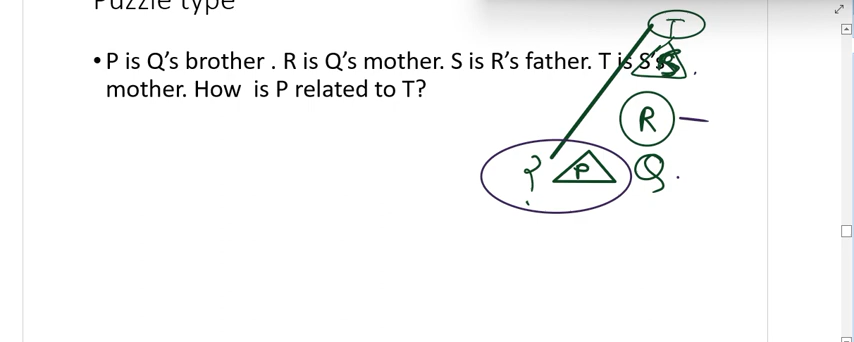 Puzzle type
• P is Q's brother . R is Q's mother. S is R's father. T is S's
mother. How is P related to T?
T
S
R
? P Q